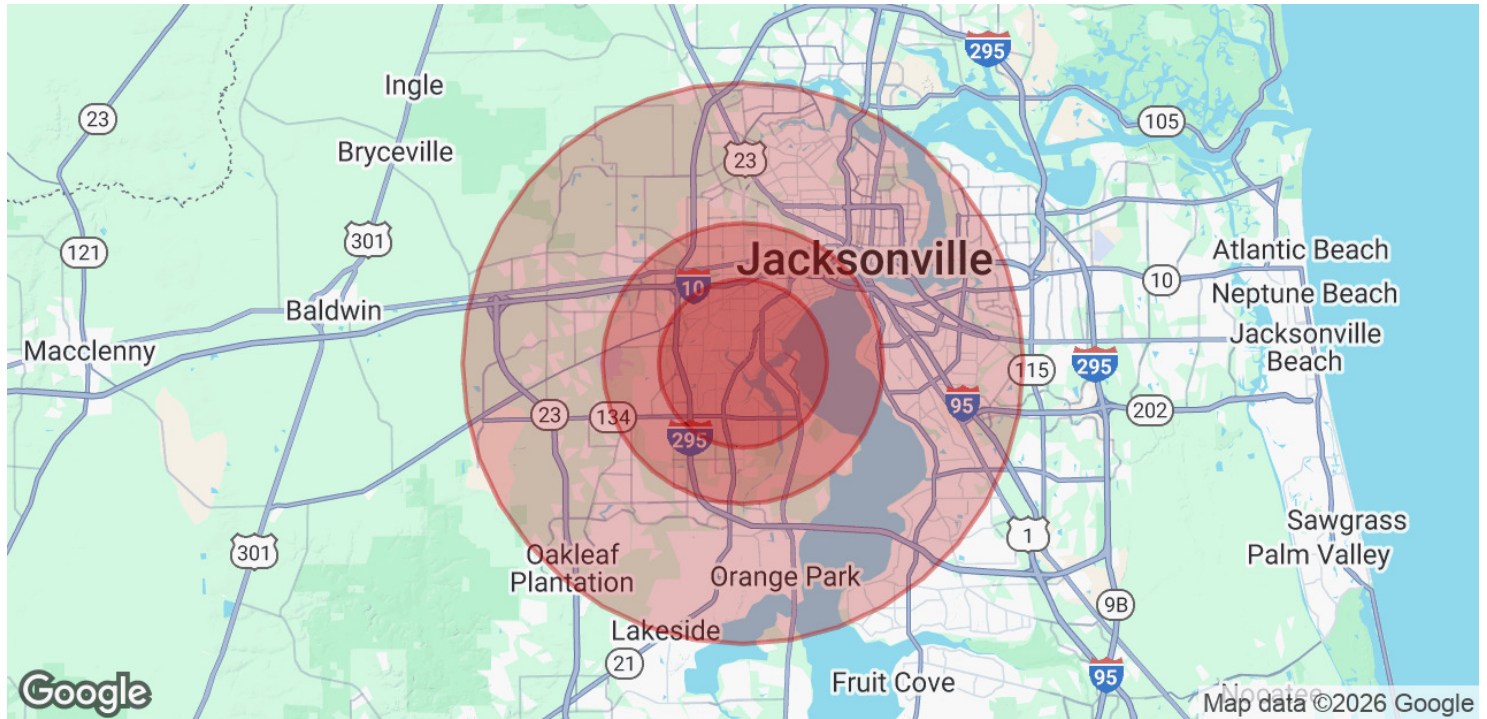 295
Ingle
23
105
Bryceville
23
301
121
Jacksonville
Atlantic Beach
10
10
Neptune Beach
Baldwin
Jacksonville
Beach
Macclenny
115
295
95
202
23
134
295
Sawgrass
1
Palm Valley
301
Oakleaf
Plantation
Orange Park
9B
Lakeside
21
95
Fruit Cove
Google
Nocatee
Map data ©2026 Google